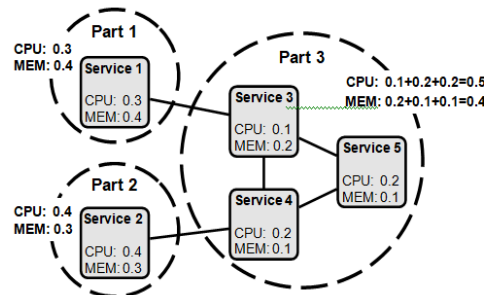 Part 1
CPU: 0.3
MEM: 0.4
Service 1
CPU: 0.3
MEM: 0.4
Part 2
CPU: 0.4
MEM: 0.3
Service 2
CPU: 0.4
MEM: 0.3
Part 3
CPU: 0.1+0.2+0.2=0.5
MEM: 0.2+0.1+0.1=0.4
Service 3
CPU: 0.1
MEM: 0.2
Service 4
CPU: 0.2
MEM: 0.1
Service 5
CPU: 0.2
MEM: 0.1